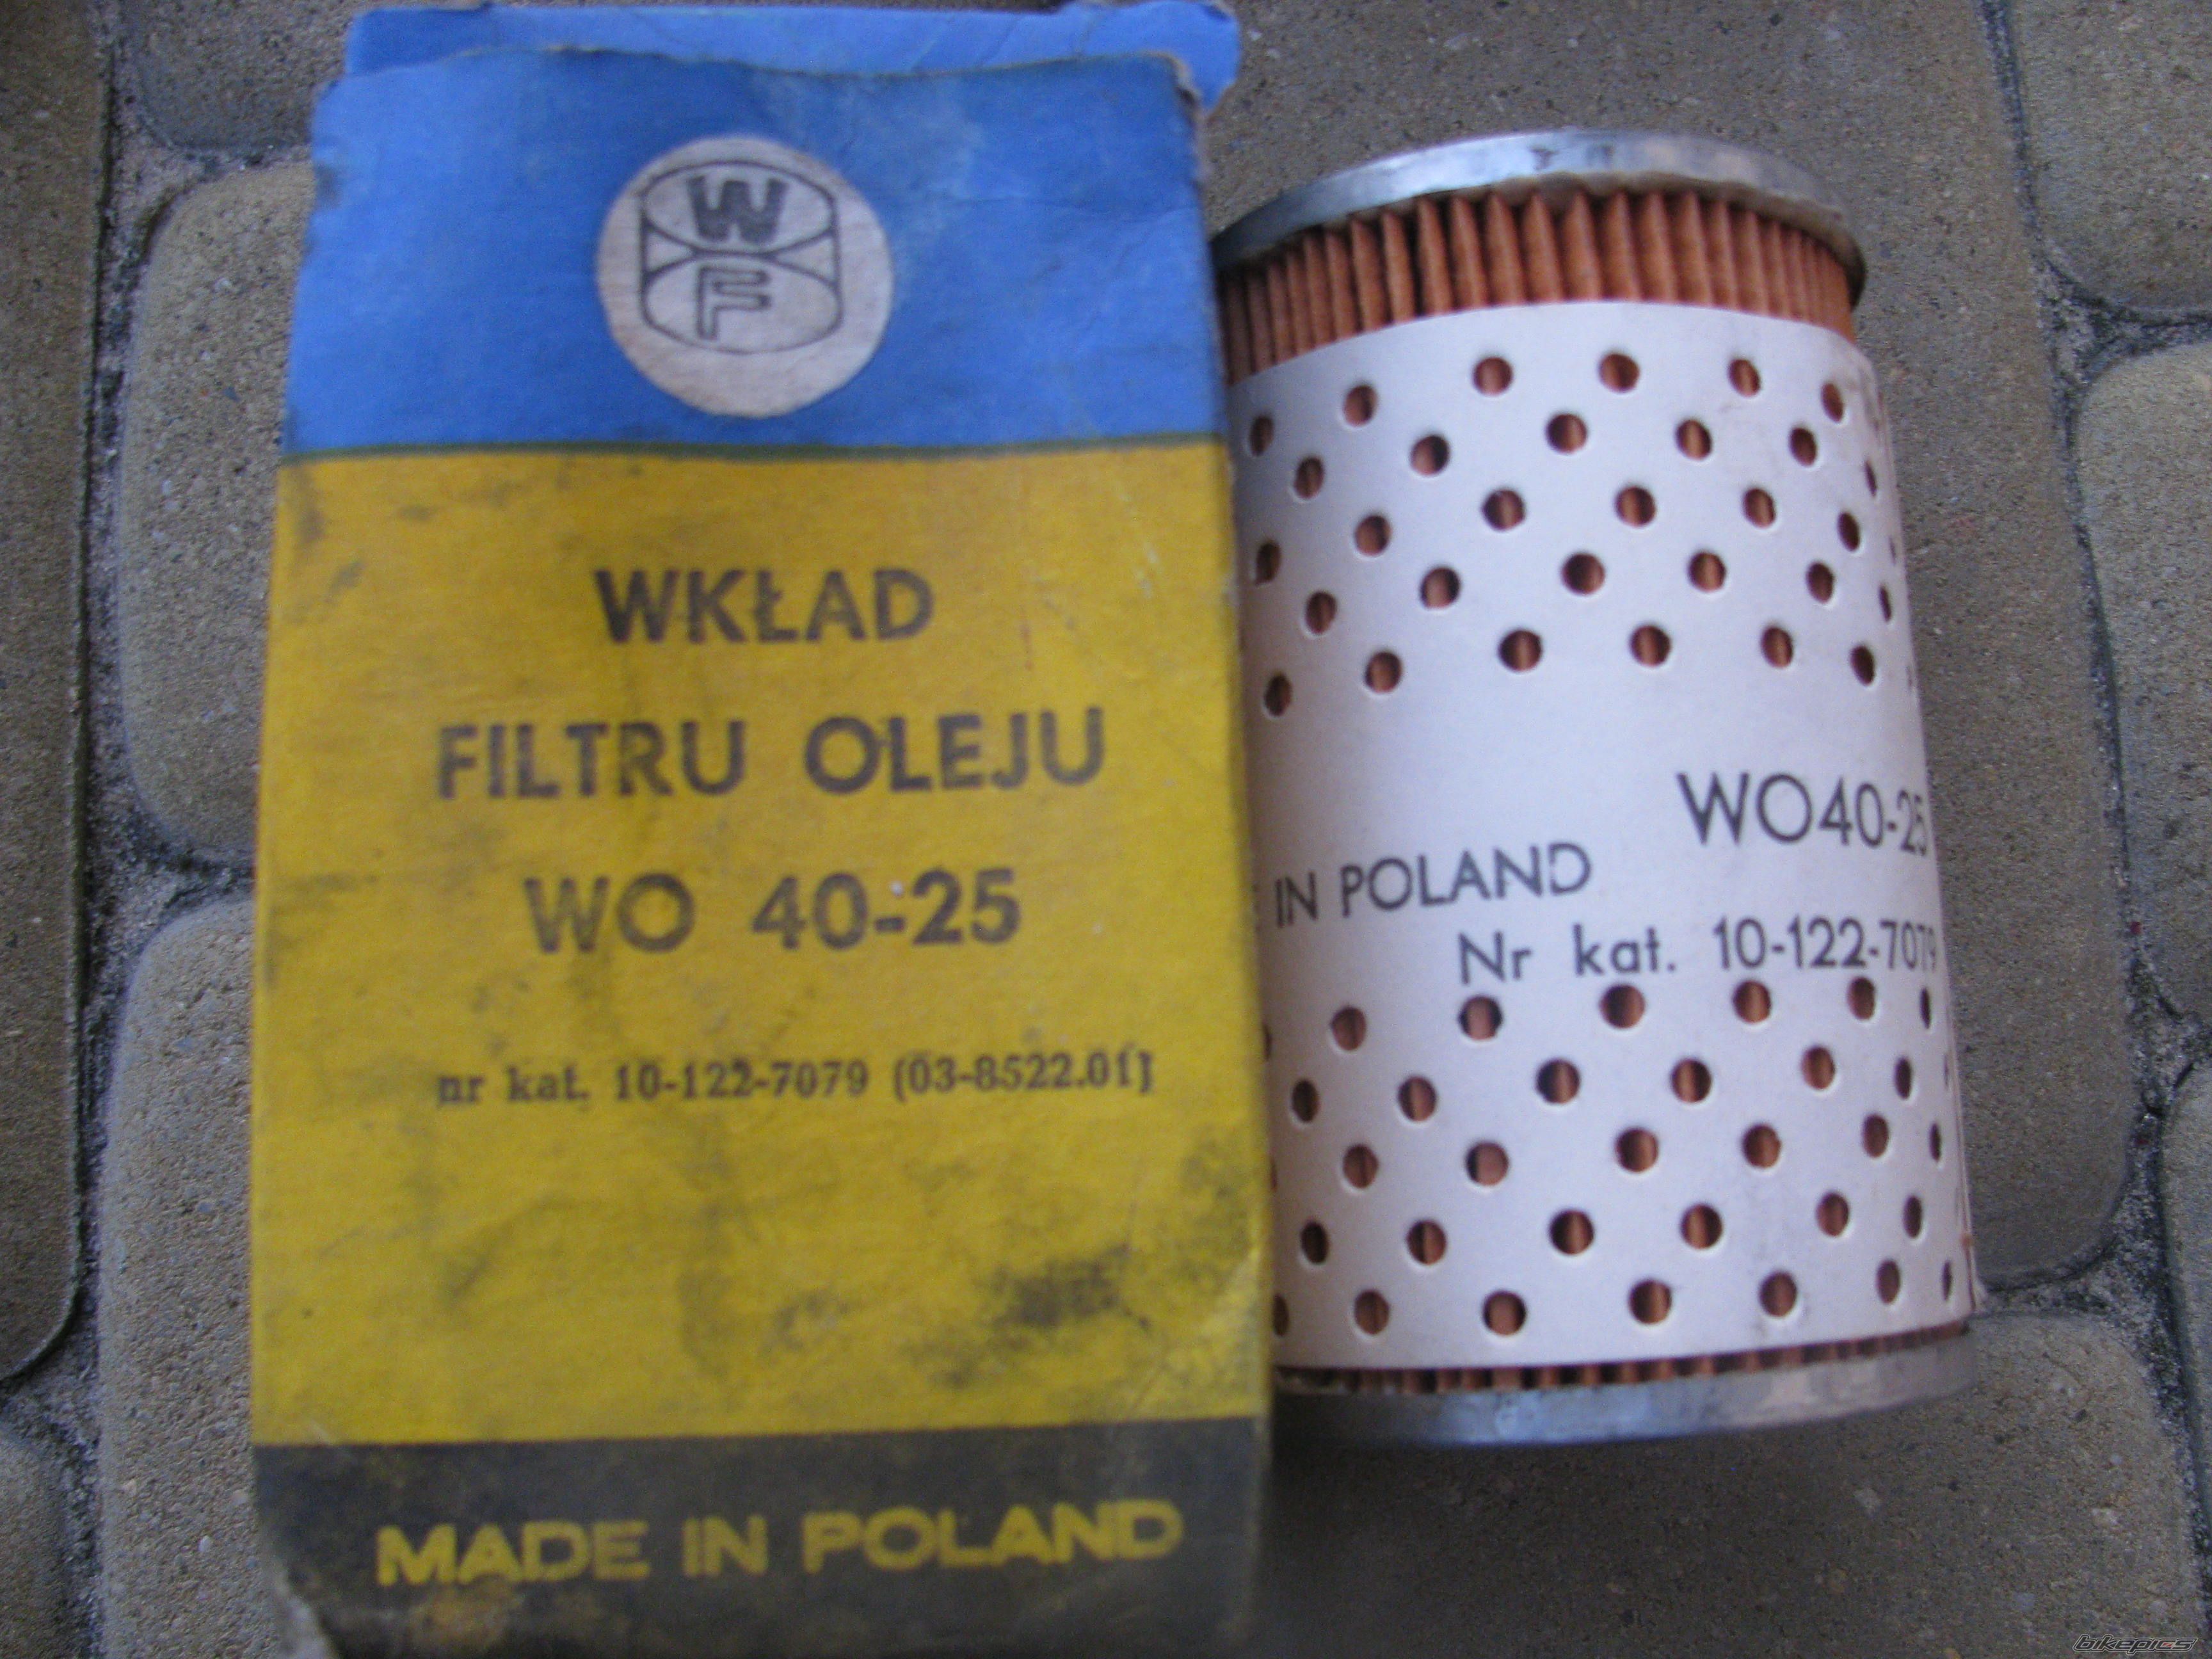 W
F
WKŁAD
FILTRU OLEJU
WO 40-25
nr kat. 10-122-7079 (03-8522.01)
MADE IN POLAND
WO40-25
IN POLAND
Nr kat. 10-122-7079
bikepics